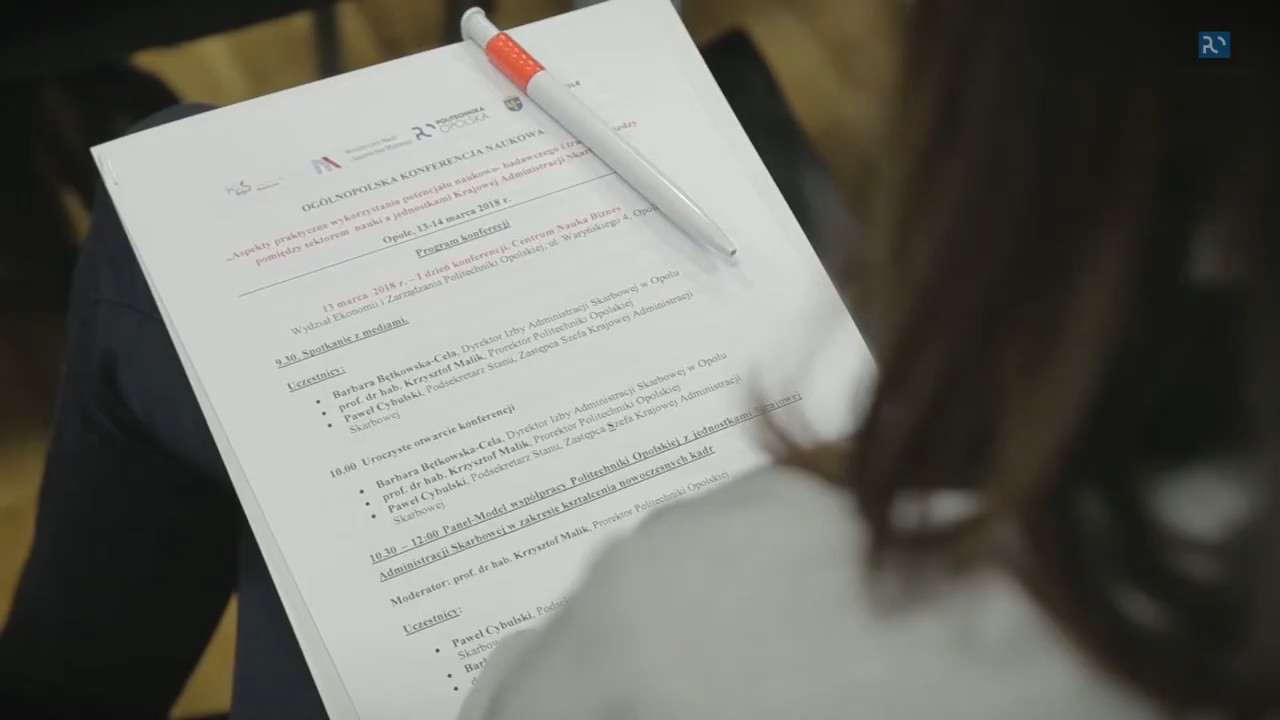 POLITECHNIKA
OPOLSKA
OGÓLNOPOLSKA KONFERENCJA NAUKOWA
„Aspekty praktyczne wykorzystania potencjału naukowo- badawczego i
pomiędzy sektorem nauki a jednostkami Krajowej Administracji
Opole, 13-14 marca 2018 r.
Program konferencji
13 marca 2018 r. – I dzień konferencji, Centrum Nauka Biznes
Wydział Ekonomii i Zarządzania Politechniki Opolskiej, ul. Waryńskiego 4,
9.30. Spotkanie z mediami.
Uczestnicy:
• Barbara Bętkowska-Cela, Dyrektor Izby Administracji Skarbowej w Opolu
• prof. dr hab. Krzysztof Malik, Prorektor Politechniki Opolskiej
• Paweł Cybulski, Podsekretarz Stanu, Zastępca Szefa Krajowej Administracji
Skarbowej
10.00 Uroczyste otwarcie konferencji
• Barbara Bętkowska-Cela, Dyrektor Izby Administracji Skarbowej w Opolu
• prof. dr hab. Krzysztof Malik, Prorektor Politechniki Opolskiej
• Paweł Cybulski, Podsekretarz Stanu, Zastępca Szefa Krajowej Administracji
Skarbowej
10.30 – 12:00 Panel-Model współpracy Politechniki Opolskiej z jednostkami Krajowej
Administracji Skarbowej w zakresie kształcenia nowoczesnych kadr
Moderator: prof. dr hab. Krzysztof Malik, Prorektor Politechniki Opolskiej
Uczestnicy:
• Paweł Cybulski,